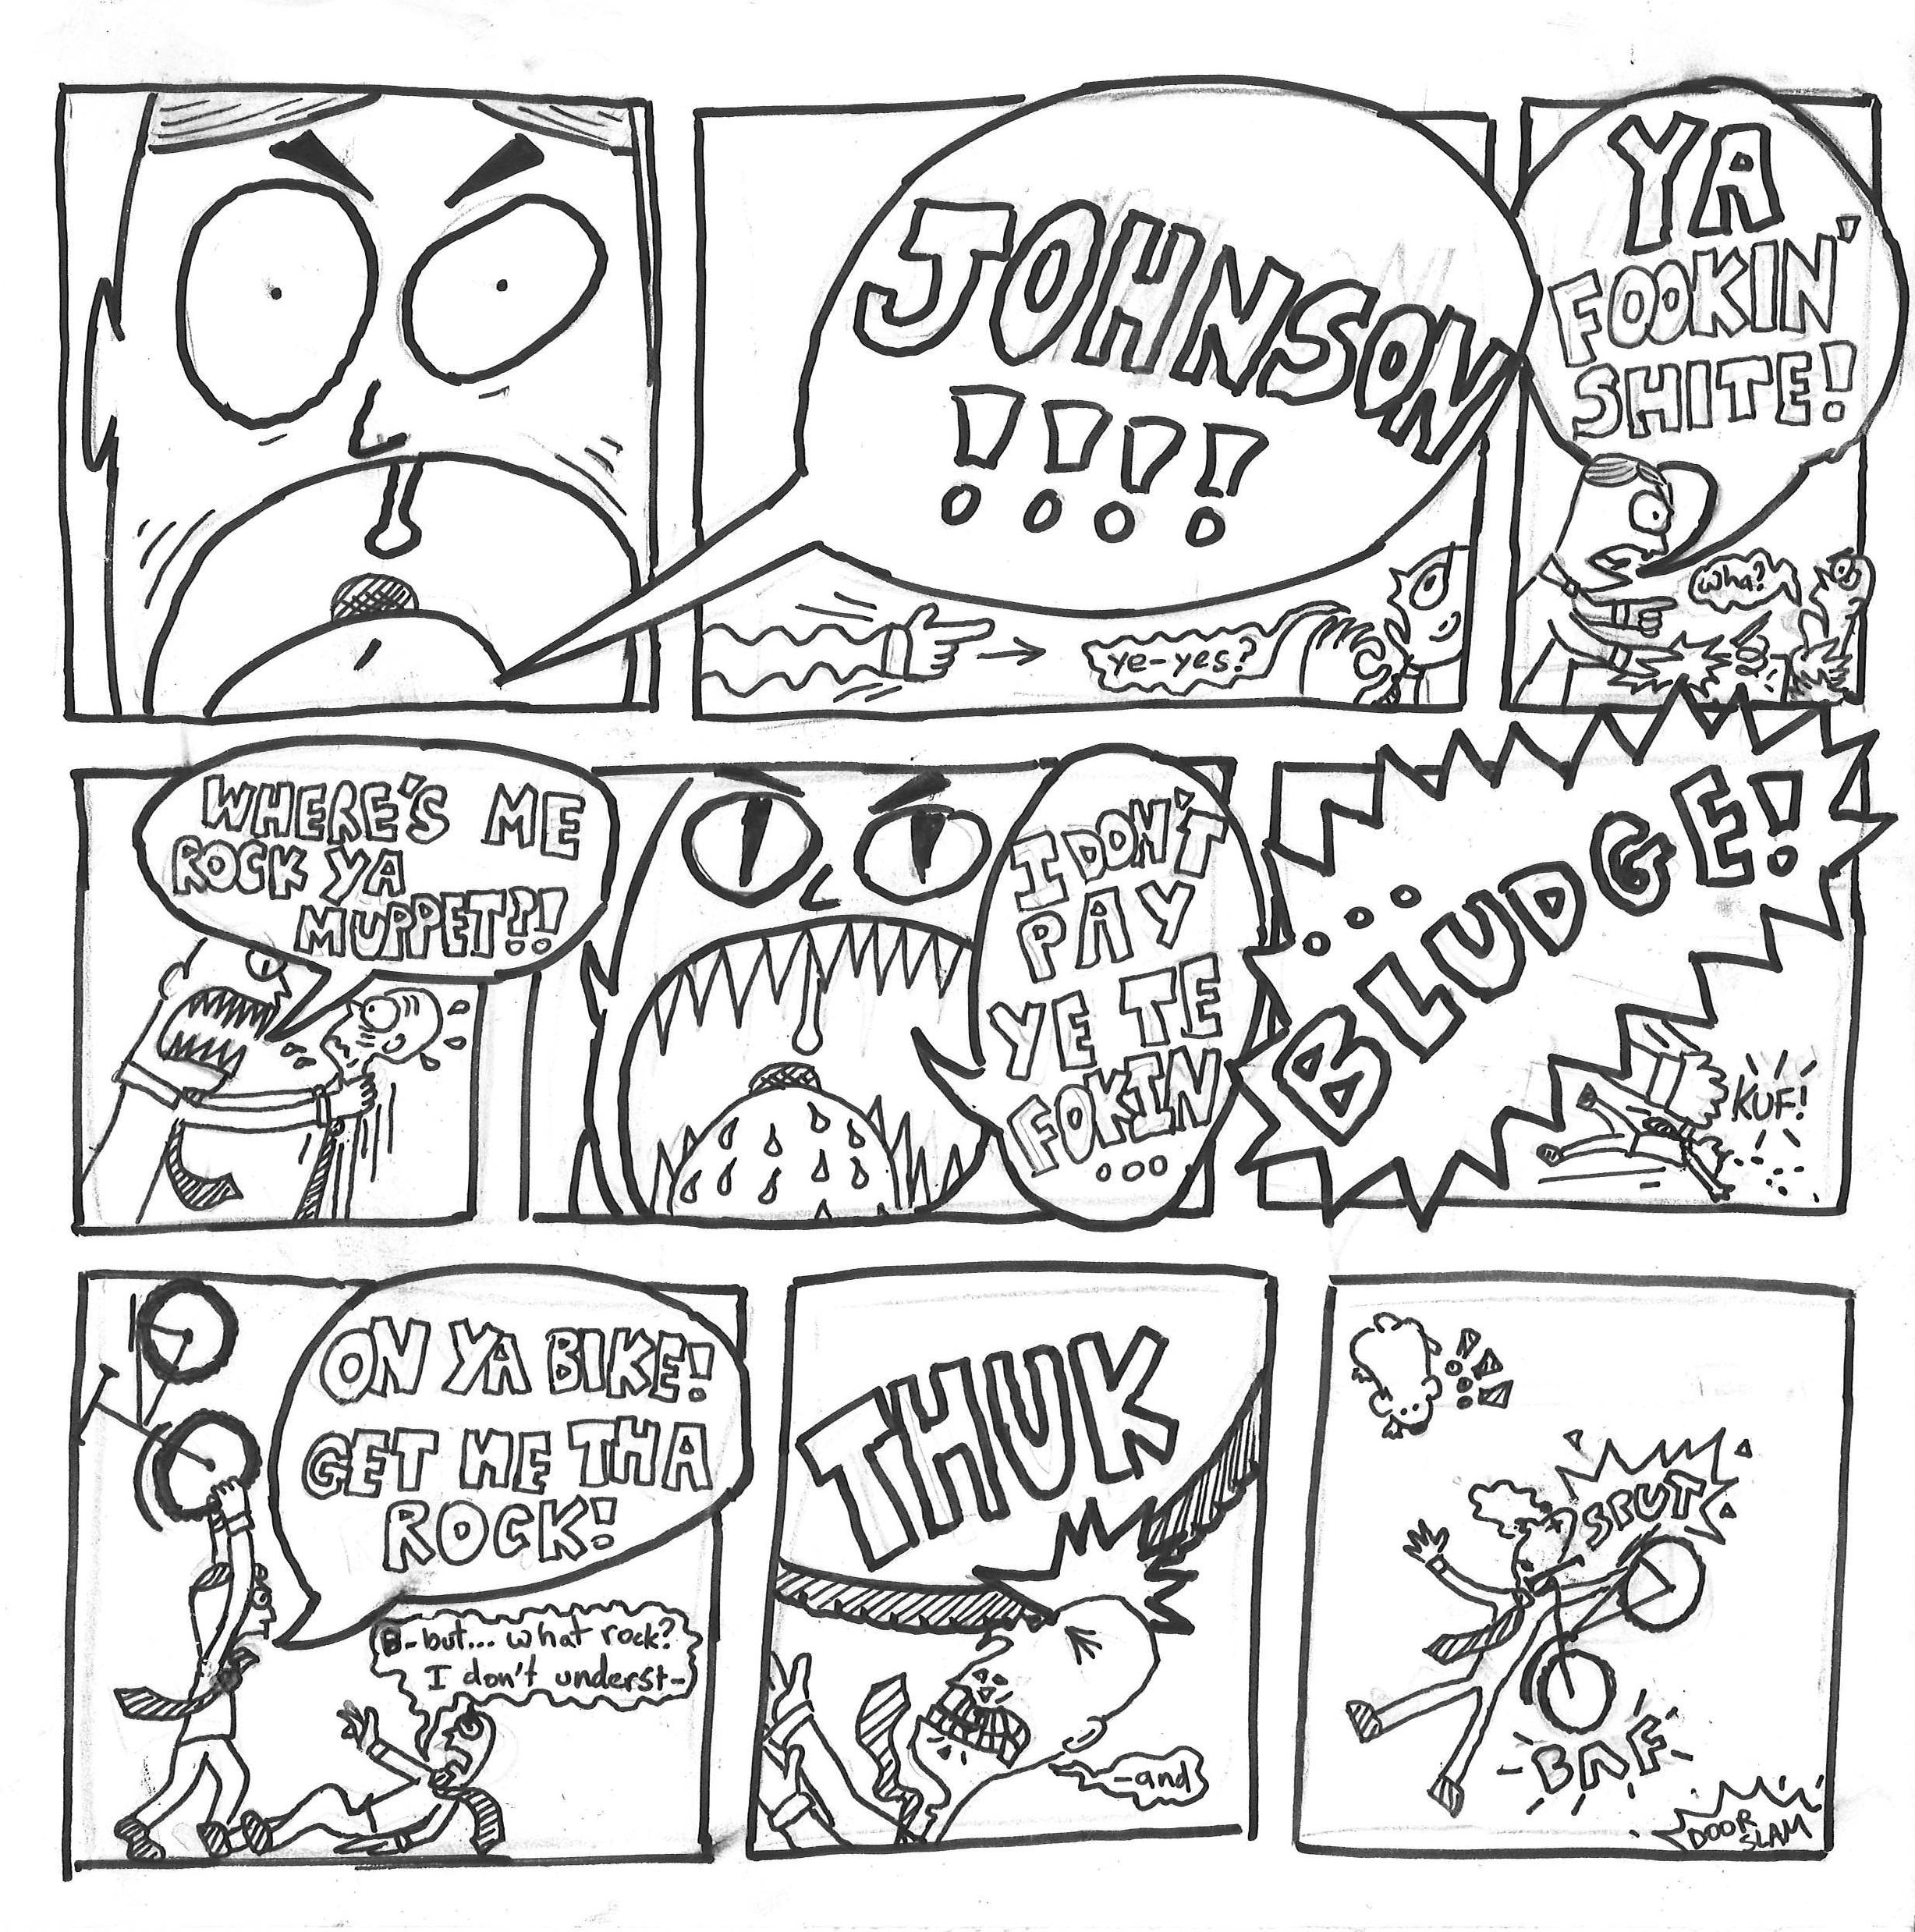 JOHNSON
!!!!
ye-yes?
YA
FOOKIN'
SHITE!
wha?
WHERE'S ME
ROCK YA
MUPPET?!
I DON'T
PAY
YE TE
FOKIN
...
...BLUDGE!
KUF!
ON YA BIKE!
GET ME THA
ROCK!
B-but... what rock?
I don't underst-
THUK
-and
SPUT
BAF
DOOR
SLAM